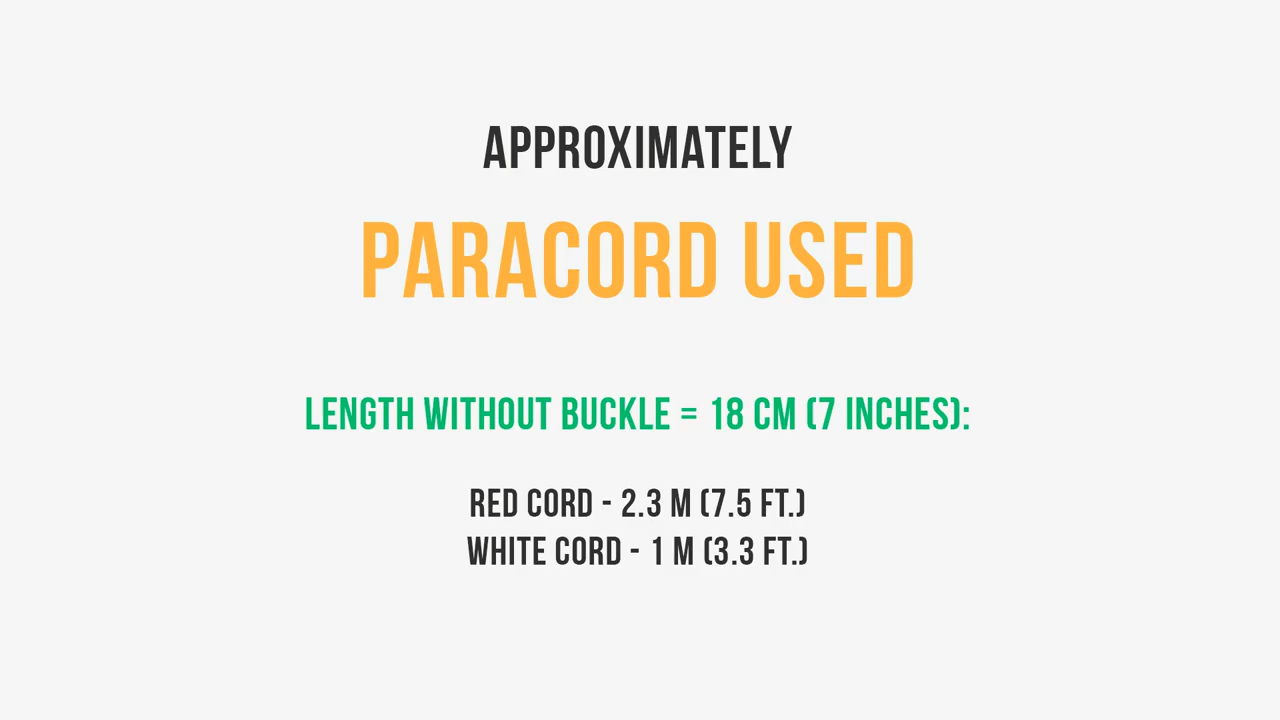 APPROXIMATELY
PARACORD USED
LENGTH WITHOUT BUCKLE = 18 CM (7 INCHES):
RED CORD - 2.3 M (7.5 FT.)
WHITE CORD - 1 M (3.3 FT.)